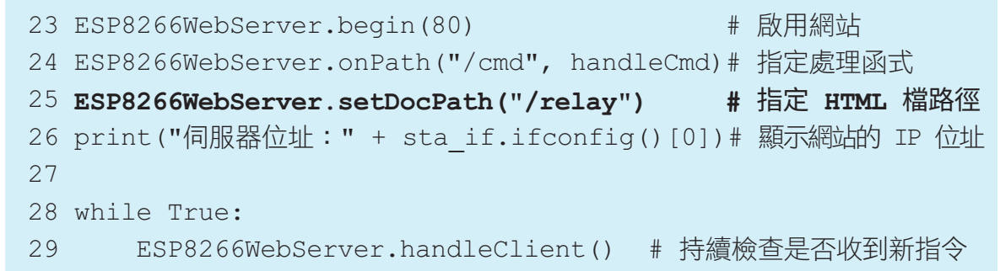 23 ESP8266WebServer.begin(80) # 啟用網站
24 ESP8266WebServer.onPath("/cmd", handleCmd)# 指定處理函式
25 ESP8266WebServer.setDocPath("/relay") # 指定 HTML 檔路徑
26 print("伺服器位址：" + sta_if.ifconfig()[0])# 顯示網站的 IP 位址
27
28 while True:
29 ESP8266WebServer.handleClient() # 持續檢查是否收到新指令